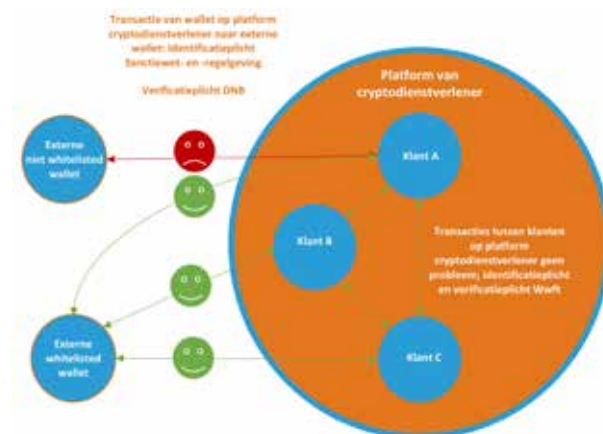 Transactie van wallet op platform
cryptodienstverlener naar externe
wallet: identificatieplicht
Sanctiewet- en -regelgeving
Verificatieplicht DNB
Platform van
cryptodienstverlener
Externe
niet whitelisted
wallet
Klant A
Klant B
Transacties tussen klanten
op platform
cryptodienstverlener geen
probleem; identificatieplicht
en verificatieplicht Wwft
Externe
whitelisted
wallet
Klant C